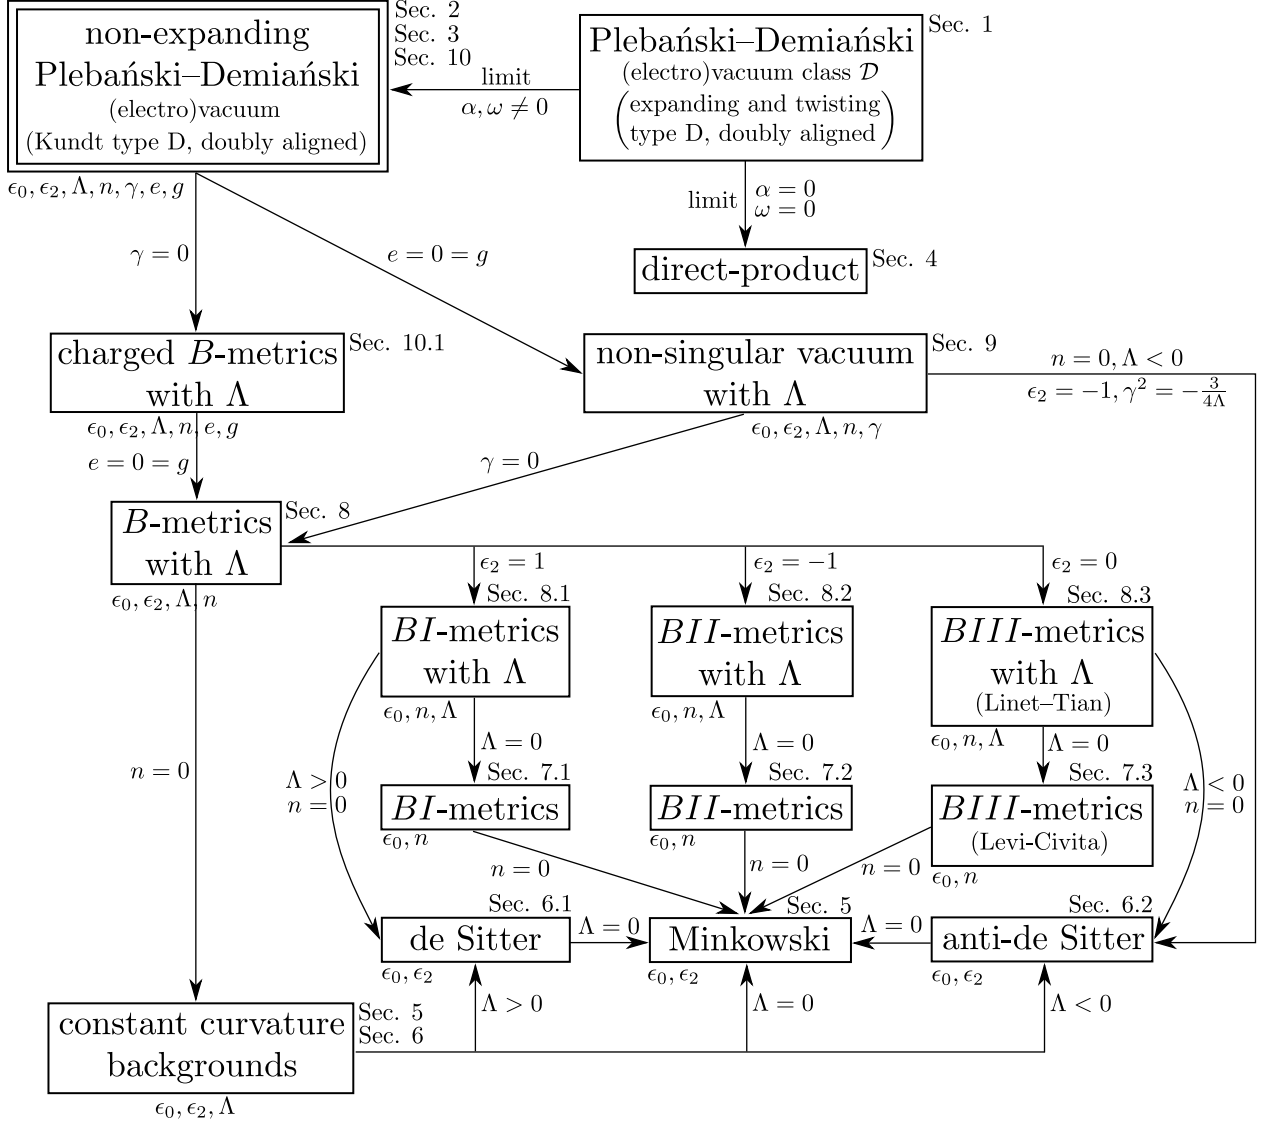 non-expanding
Plebański–Demiański
(electro)vacuum
(Kundt type D, doubly aligned)
Sec. 2
Sec. 3
Sec. 10
ϵ₀, ϵ₂, Λ, n, γ, e, g
limit
α, ω ≠ 0
Plebański–Demiański
(electro)vacuum class 𝒟
(expanding and twisting
type D, doubly aligned)
Sec. 1
limit
α = 0
ω = 0
direct-product
Sec. 4
γ = 0
e = 0 = g
charged B-metrics
with Λ
Sec. 10.1
ϵ₀, ϵ₂, Λ, n, e, g
non-singular vacuum
with Λ
Sec. 9
ϵ₀, ϵ₂, Λ, n, γ
n = 0, Λ < 0
ϵ₂ = −1, γ² = −3/4Λ
e = 0 = g
γ = 0
B-metrics
with Λ
Sec. 8
ϵ₀, ϵ₂, Λ, n
ϵ₂ = 1
ϵ₂ = −1
ϵ₂ = 0
Sec. 8.1
BI-metrics
with Λ
ϵ₀, n, Λ
Sec. 8.2
BII-metrics
with Λ
ϵ₀, n, Λ
Sec. 8.3
BIII-metrics
with Λ
(Linet–Tian)
ϵ₀, n, Λ
n = 0
Λ > 0
n = 0
Λ = 0
Λ = 0
Λ = 0
Λ < 0
n = 0
Sec. 7.1
BI-metrics
ϵ₀, n
Sec. 7.2
BII-metrics
ϵ₀, n
Sec. 7.3
BIII-metrics
(Levi-Civita)
ϵ₀, n
n = 0
n = 0
n = 0
Sec. 6.1
de Sitter
ϵ₀, ϵ₂
Λ = 0
Sec. 5
Minkowski
ϵ₀, ϵ₂
Λ = 0
Sec. 6.2
anti-de Sitter
ϵ₀, ϵ₂
Λ > 0
Λ = 0
Λ < 0
constant curvature
backgrounds
Sec. 5
Sec. 6
ϵ₀, ϵ₂, Λ